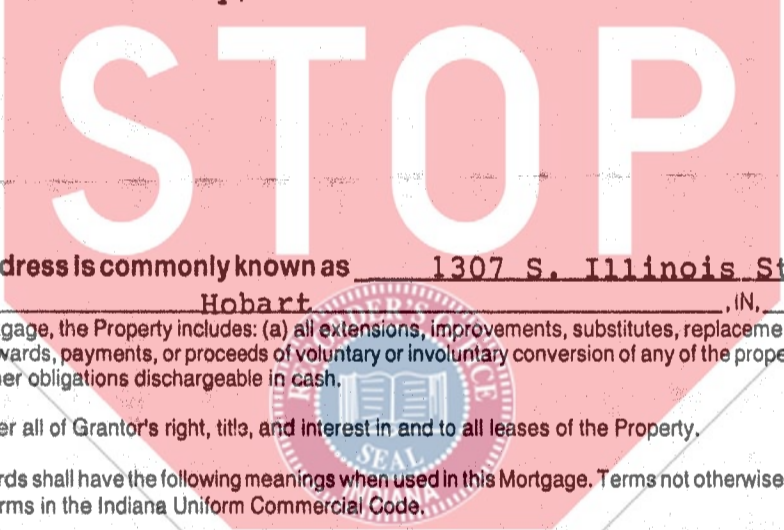 STOP
dress is commonly known as 1307 S. Illinois St
Hobart , IN,
gage, the Property includes: (a) all extensions, improvements, substitutes, replaceme
wards, payments, or proceeds of voluntary or involuntary conversion of any of the prope
er obligations dischargeable in cash.
er all of Grantor's right, title, and interest in and to all leases of the Property.
rds shall have the following meanings when used in this Mortgage. Terms not otherwise
rms in the Indiana Uniform Commercial Code.
RECORDER'S OFFICE
SEAL
INDIANA